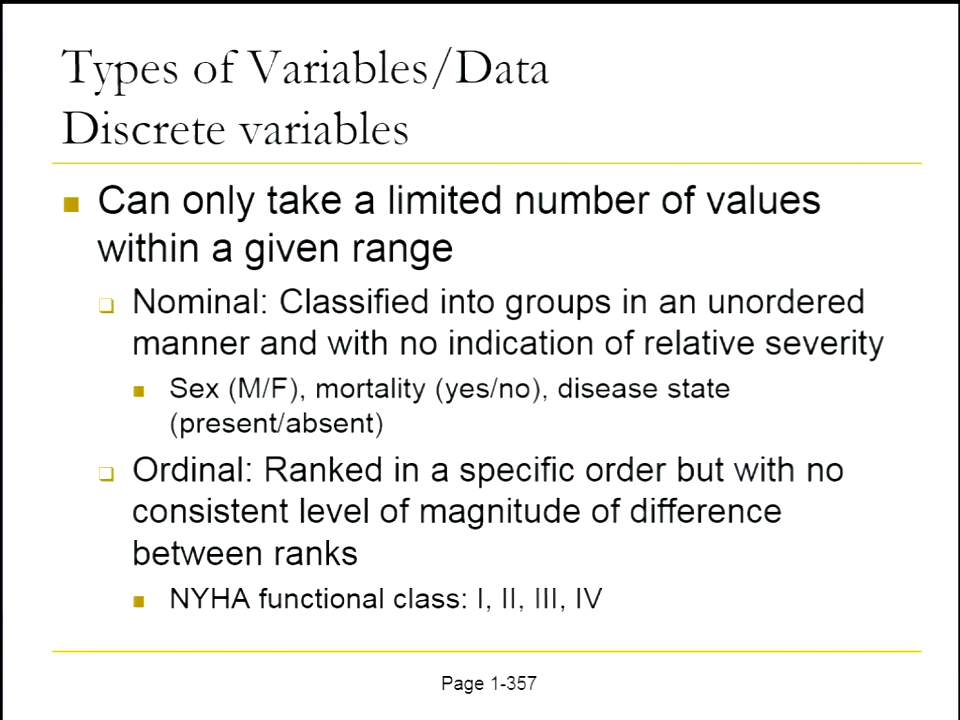 Types of Variables/Data
Discrete variables
Can only take a limited number of values
within a given range
Nominal: Classified into groups in an unordered
manner and with no indication of relative severity
Sex (M/F), mortality (yes/no), disease state
(present/absent)
Ordinal: Ranked in a specific order but with no
consistent level of magnitude of difference
between ranks
NYHA functional class: I, II, III, IV
Page 1-357